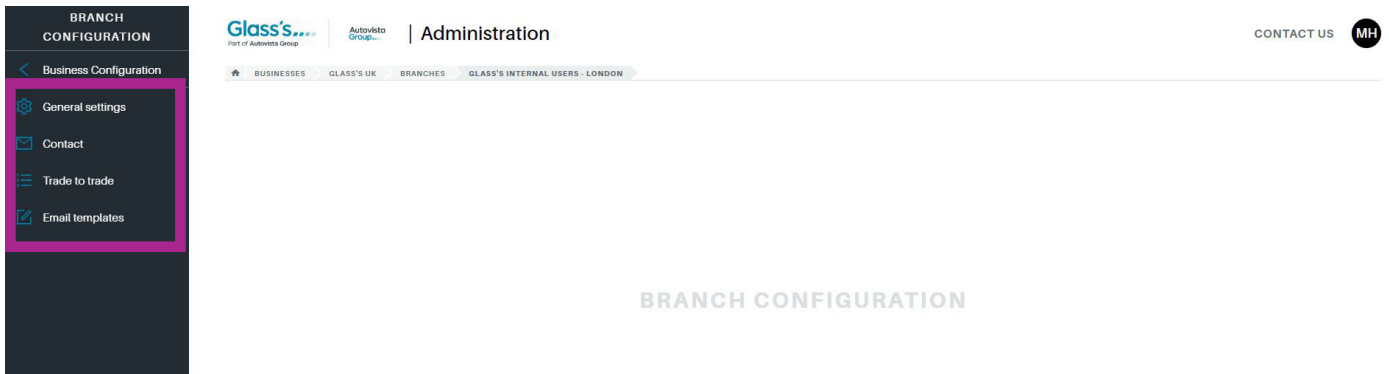 BRANCH
CONFIGURATION
Business Configuration
General settings
Contact
Trade to trade
Email templates
Glass's....
Part of Autovista Group
Autovista
Group....
| Administration
CONTACT US
MH
BUSINESSES
GLASS'S UK
BRANCHES
GLASS'S INTERNAL USERS - LONDON
BRANCH CONFIGURATION